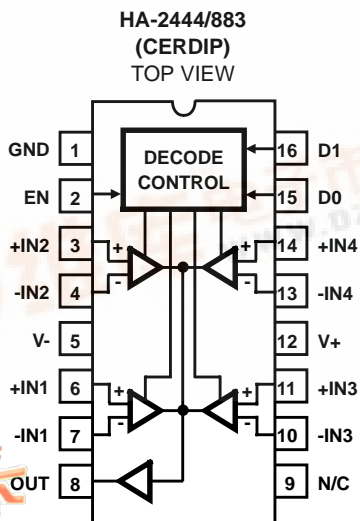 HA-2444/883
(CERDIP)
TOP VIEW
DECODE
CONTROL
GND 1
EN 2
+IN2 3
-IN2 4
V- 5
+IN1 6
-IN1 7
OUT 8
16 D1
15 D0
14 +IN4
13 -IN4
12 V+
11 +IN3
10 -IN3
9 N/C
+
-
+
-
+
-
+
-